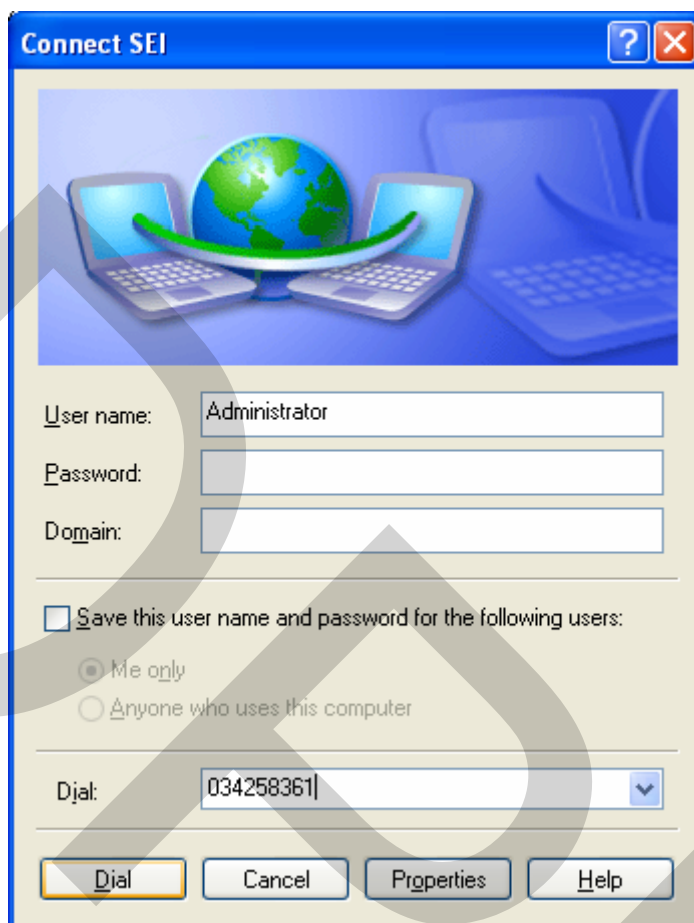 Connect SEI
User name: Administrator
Password:
Domain:
Save this user name and password for the following users:
Me only
Anyone who uses this computer
Dial: 034258361
Dial Cancel Properties Help